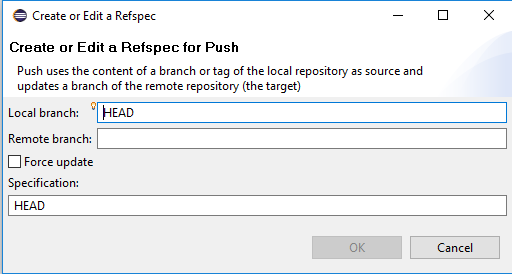 Create or Edit a Refspec
Create or Edit a Refspec for Push
Push uses the content of a branch or tag of the local repository as source and
updates a branch of the remote repository (the target)
Local branch: HEAD
Remote branch:
Force update
Specification:
HEAD
OK Cancel